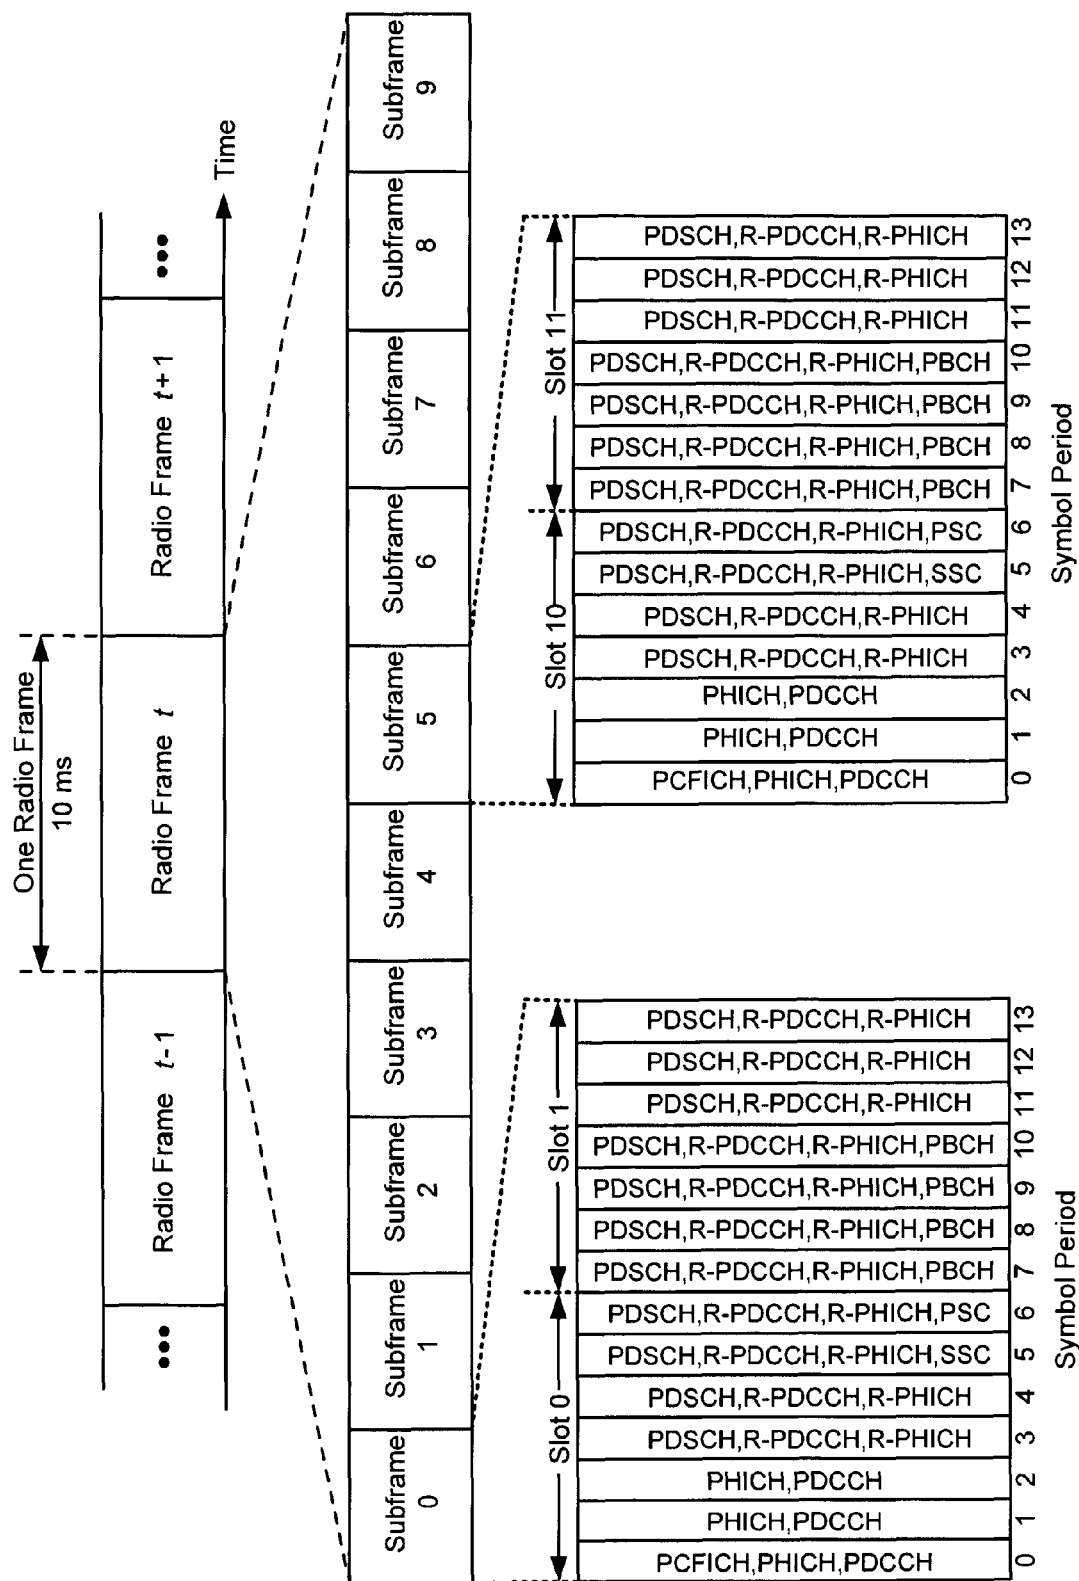 One Radio Frame
10 ms
Radio Frame t-1
Radio Frame t
Radio Frame t+1
Time
Subframe
0
Subframe
1
Subframe
2
Subframe
3
Subframe
4
Subframe
5
Subframe
6
Subframe
7
Subframe
8
Subframe
9
Slot 0
Slot 1
PCFICH,PHICH,PDCCH
PHICH,PDCCH
PHICH,PDCCH
PDSCH,R-PDCCH,R-PHICH
PDSCH,R-PDCCH,R-PHICH
PDSCH,R-PDCCH,R-PHICH,SSC
PDSCH,R-PDCCH,R-PHICH,PSC
PDSCH,R-PDCCH,R-PHICH,PBCH
PDSCH,R-PDCCH,R-PHICH,PBCH
PDSCH,R-PDCCH,R-PHICH,PBCH
PDSCH,R-PDCCH,R-PHICH,PBCH
PDSCH,R-PDCCH,R-PHICH
PDSCH,R-PDCCH,R-PHICH
PDSCH,R-PDCCH,R-PHICH
0 1 2 3 4 5 6 7 8 9 10 11 12 13
Symbol Period
Slot 10
Slot 11
PCFICH,PHICH,PDCCH
PHICH,PDCCH
PHICH,PDCCH
PDSCH,R-PDCCH,R-PHICH
PDSCH,R-PDCCH,R-PHICH
PDSCH,R-PDCCH,R-PHICH,SSC
PDSCH,R-PDCCH,R-PHICH,PSC
PDSCH,R-PDCCH,R-PHICH,PBCH
PDSCH,R-PDCCH,R-PHICH,PBCH
PDSCH,R-PDCCH,R-PHICH,PBCH
PDSCH,R-PDCCH,R-PHICH,PBCH
PDSCH,R-PDCCH,R-PHICH
PDSCH,R-PDCCH,R-PHICH
PDSCH,R-PDCCH,R-PHICH
0 1 2 3 4 5 6 7 8 9 10 11 12 13
Symbol Period